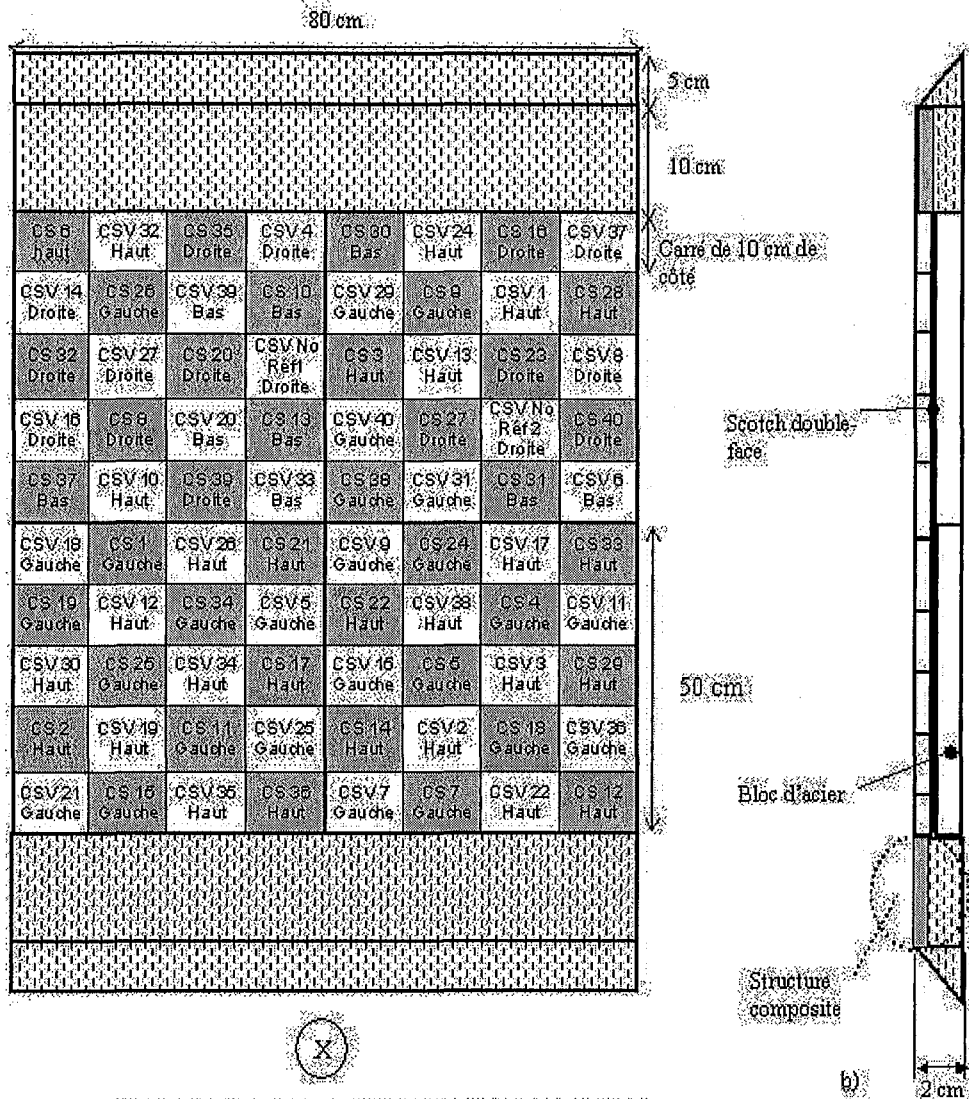 80 cm
5 cm
10 cm
CS 6 CSV 32 CS 35 CSV 4 CS 30 CSV 24 CS 16 CSV 37
haut Haut Droite Droite Bas Haut Droite Droite
Carré de 10 cm de
côté
CSV 14 CS 26 CSV 39 CS 10 CSV 29 CS 9 CSV 1 CS 28
Droite Gauche Bas Bas Gauche Gauche Haut Haut
CS 32 CSV 27 CS 20 CSV No CS 3 CSV 13 CS 23 CSV 8
Droite Droite Droite Ref1 Haut Haut Droite Droite
Droite
CSV 16 CS 8 CSV 20 CS 13 CSV 40 CS 27 CSV No CS 40
Droite Droite Bas Bas Gauche Droite Ref2 Droite
Droite
Scotch double-
face
CS 37 CSV 10 CS 39 CSV 33 CS 38 CSV 31 CS 31 CSV 6
Bas Haut Droite Bas Gauche Gauche Bas Bas
CSV 18 CS 1 CSV 26 CS 21 CSV 9 CS 24 CSV 17 CS 33
Gauche Gauche Haut Haut Gauche Gauche Haut Haut
CS 19 CSV 12 CS 34 CSV 5 CS 22 CSV 38 CS 4 CSV 11
Gauche Haut Gauche Gauche Haut Haut Gauche Gauche
CSV 30 CS 25 CSV 34 CS 17 CSV 15 CS 5 CSV 3 CS 29
Haut Gauche Haut Haut Gauche Gauche Haut Haut
50 cm
CS 2 CSV 19 CS 11 CSV 25 CS 14 CSV 2 CS 18 CSV 36
Haut Haut Gauche Gauche Haut Haut Gauche Gauche
CSV 21 CS 15 CSV 35 CS 36 CSV 7 CS 7 CSV 22 CS 12
Gauche Gauche Haut Haut Gauche Gauche Haut Haut
Bloc d'acier
Structure
composite
X
b)
2 cm